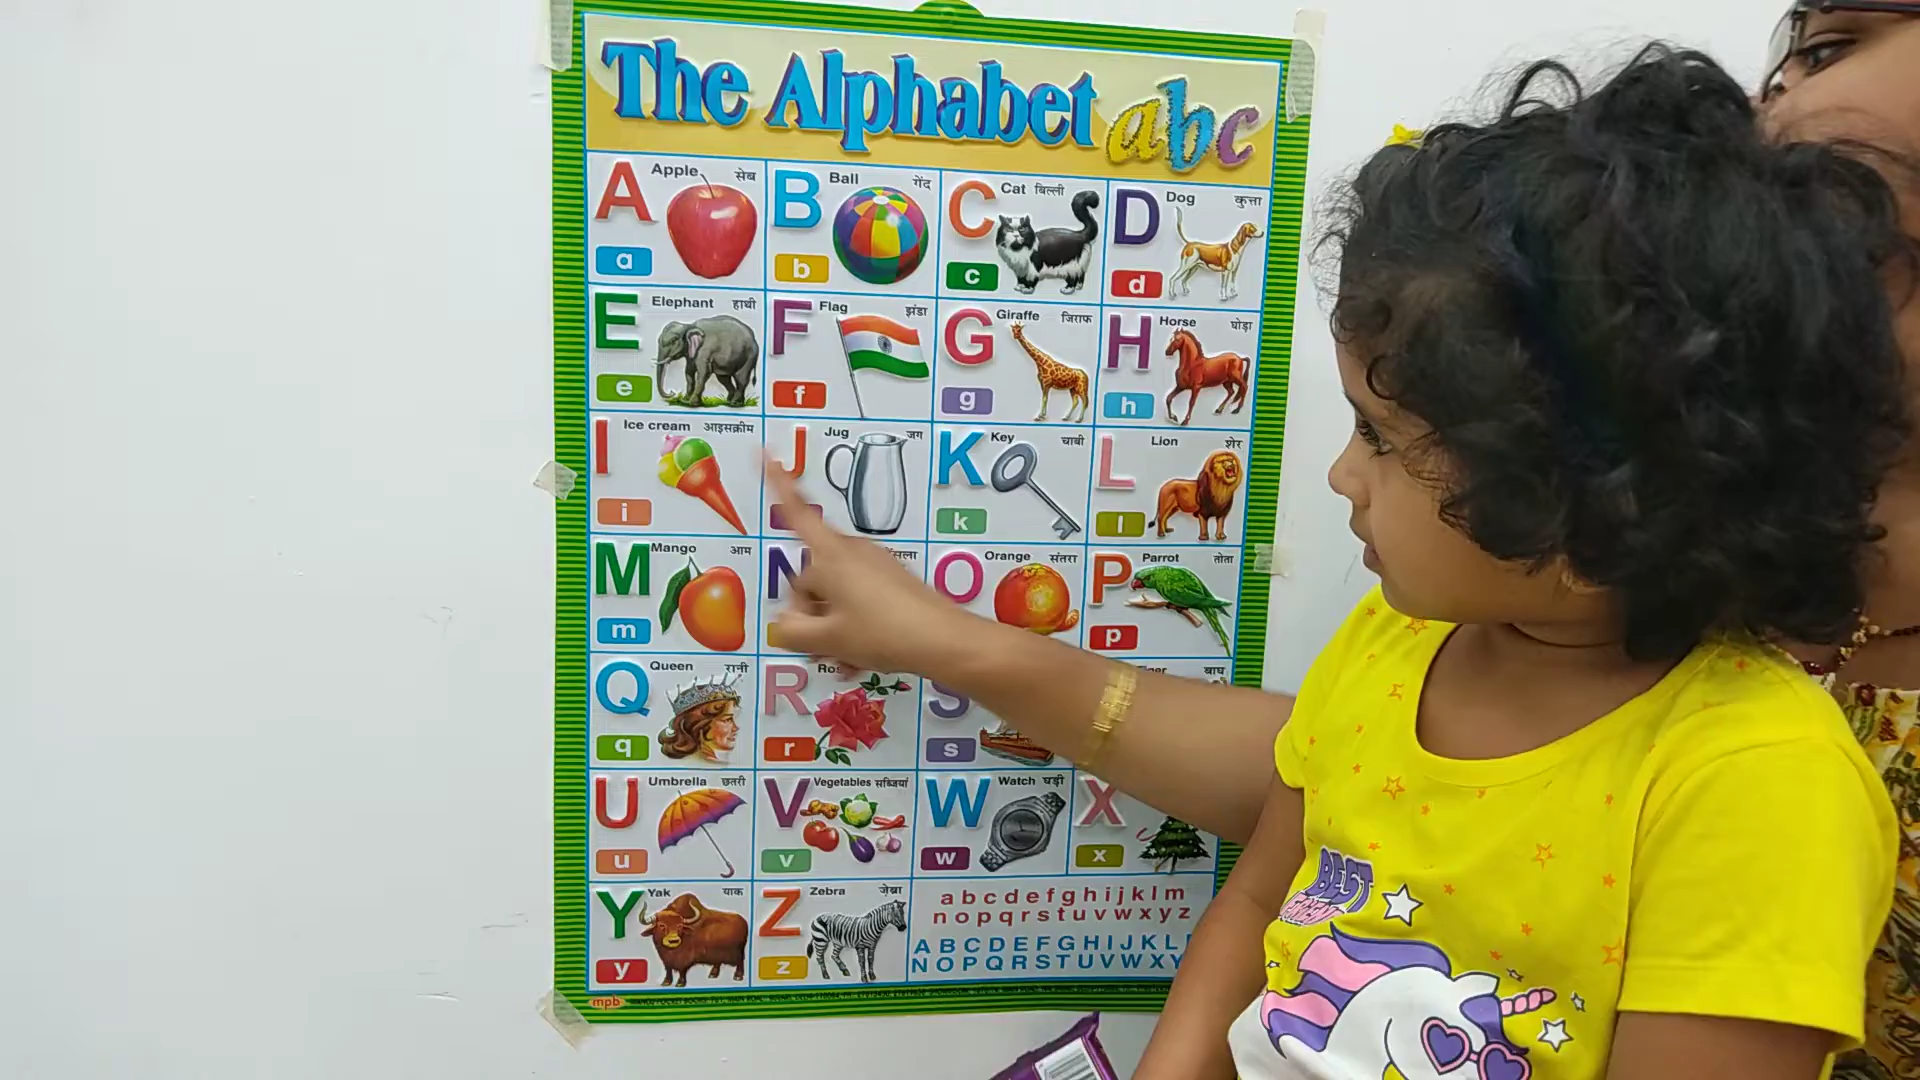 The Alphabet abc
A Apple सेब
a
B Ball गेंद
b
C Cat बिल्ली
c
D Dog कुत्ता
d
E Elephant हाथी
e
F Flag झंडा
f
G Giraffe जिराफ
g
H Horse घोड़ा
h
I Ice cream आइसक्रीम
i
J Jug जग
K Key चाबी
k
L Lion शेर
l
M Mango आम
m
N
O Orange संतरा
P Parrot तोता
p
Q Queen रानी
q
R
r
S
s
बाघ
U Umbrella छतरी
u
V Vegetables सब्जियां
v
W Watch घड़ी
w
X
x
Y Yak याक
y
Z Zebra जेब्रा
z
a b c d e f g h i j k l m
n o p q r s t u v w x y z
A B C D E F G H I J K L
N O P Q R S T U V W X Y
mpb
BEST